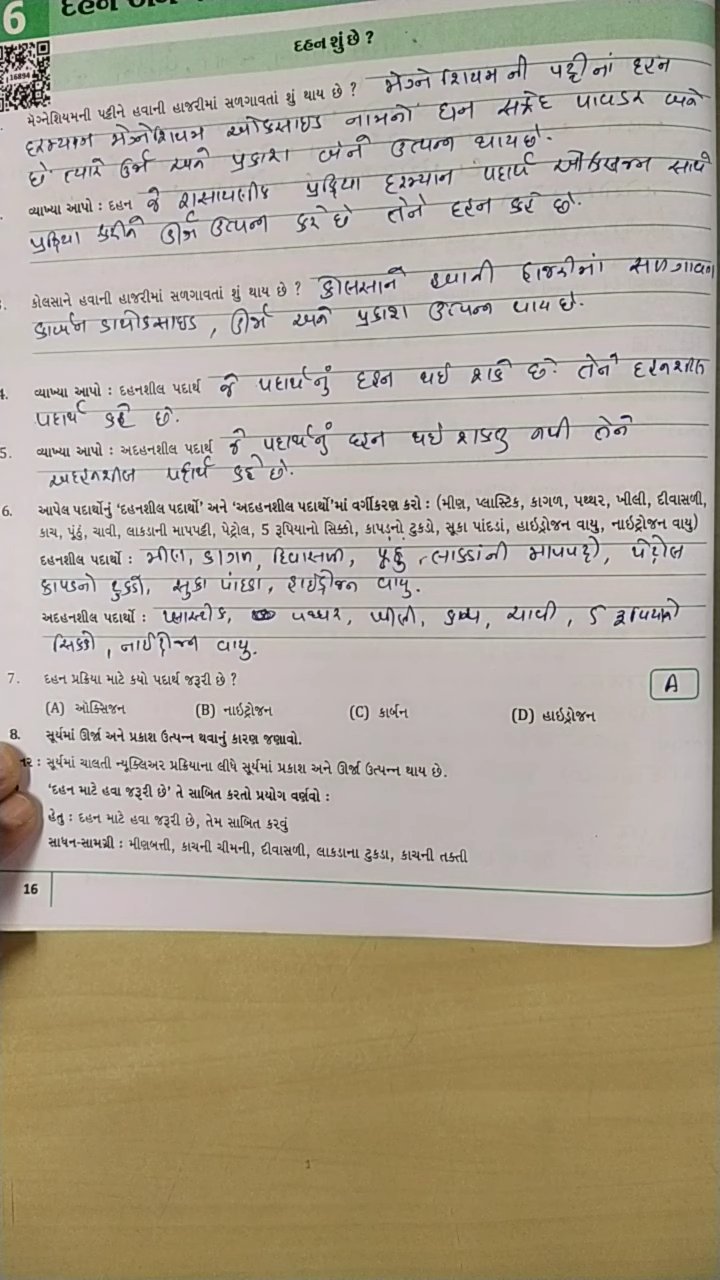 6
દહન
દહન શું છે ?
16894
મેગ્નેશિયમની પટ્ટીને હવાની હાજરીમાં સળગાવતાં શું થાય છે ? મેગ્નેશિયમ ની પટ્ટીનાં દહન
દરમ્યાન મેગ્નેશિયમ ઓક્સાઇડ નામનો ઘન સફેદ પાવડર બને
છે ત્યારે ઉર્જા અને પ્રકાશ બંને ઉત્પન્ન થાય છે.
વ્યાખ્યા આપો : દહન જે રાસાયણીક પ્રક્રિયા દરમ્યાન પદાર્થ ઓક્સિજન સાથે
પ્રક્રિયા કરીને ઊર્જા ઉત્પન્ન કરે છે તેને દહન કહે છે.
3. કોલસાને હવાની હાજરીમાં સળગાવતાં શું થાય છે ? કોલસાને હવાની હાજરીમાં સળગાવતા
કાર્બન ડાયોક્સાઇડ , ઊર્જા અને પ્રકાશ ઉત્પન્ન થાય છે.
4. વ્યાખ્યા આપો : દહનશીલ પદાર્થ જે પદાર્થનું દહન થઈ શકે છે. તેને દહનશીલ
પદાર્થ કહે છે.
5. વ્યાખ્યા આપો : અદહનશીલ પદાર્થ જે પદાર્થનું દહન થઈ શકતુ નથી તેને
અદહનશીલ પદાર્થ કહે છે.
6. આપેલ પદાર્થોનું ‘દહનશીલ પદાર્થો’ અને ‘અદહનશીલ પદાર્થો’માં વર્ગીકરણ કરો : (મીણ, પ્લાસ્ટિક, કાગળ, પથ્થર, ખીલી, દીવાસળી,
કાચ, પૂંઠું, ચાવી, લાકડાની માપપટ્ટી, પેટ્રોલ, 5 રૂપિયાનો સિક્કો, કાપડનો ટુકડો, સૂકા પાંદડાં, હાઇડ્રોજન વાયુ, નાઇટ્રોજન વાયુ)
દહનશીલ પદાર્થો : મીણ, કાગળ, દિવાસળી, પૂઠુ, લાકડાંની માપપટ્ટી, પેટ્રોલ
કાપડનો ટુકડો, સુકા પાંદડા, હાઇડ્રોજન વાયુ.
અદહનશીલ પદાર્થો : પ્લાસ્ટીક, પથ્થર, ખીલી, કાચ, ચાવી, 5 રૂપિયાનો
સિક્કો, નાઈટ્રોજન વાયુ.
7. દહન પ્રક્રિયા માટે કયો પદાર્થ જરૂરી છે ? A
(A) ઑક્સિજન (B) નાઇટ્રોજન (C) કાર્બન (D) હાઇડ્રોજન
8. સૂર્યમાં ઊર્જા અને પ્રકાશ ઉત્પન્ન થવાનું કારણ જણાવો.
: સૂર્યમાં ચાલતી ન્યૂક્લિઅર પ્રક્રિયાના લીધે સૂર્યમાં પ્રકાશ અને ઊર્જા ઉત્પન્ન થાય છે.
‘દહન માટે હવા જરૂરી છે’ તે સાબિત કરતો પ્રયોગ વર્ણવો :
હેતુ : દહન માટે હવા જરૂરી છે, તેમ સાબિત કરવું
સાધન-સામગ્રી : મીણબત્તી, કાચની ચીમની, દીવાસળી, લાકડાના ટુકડા, કાચની તક્તી
16